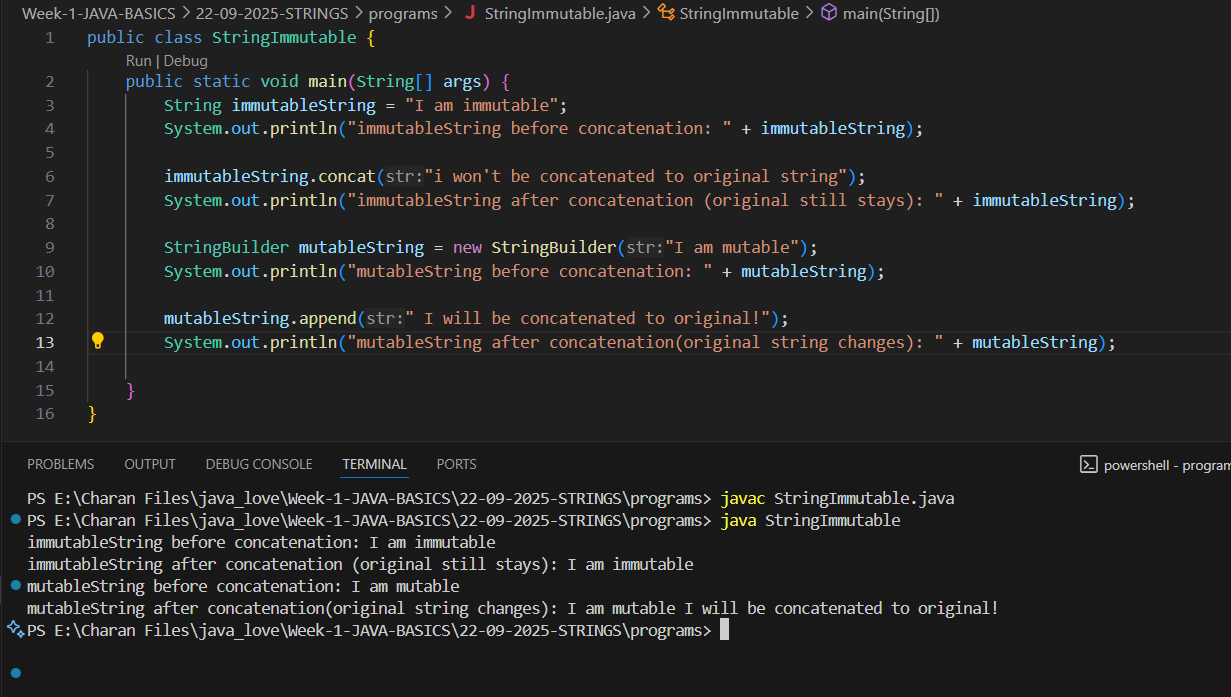 Week-1-JAVA-BASICS > 22-09-2025-STRINGS > programs > J StringImmutable.java > StringImmutable > main(String[])
1 public class StringImmutable {
Run | Debug
2 public static void main(String[] args) {
3 String immutableString = "I am immutable";
4 System.out.println("immutableString before concatenation: " + immutableString);
5
6 immutableString.concat(str:"i won't be concatenated to original string");
7 System.out.println("immutableString after concatenation (original still stays): " + immutableString);
8
9 StringBuilder mutableString = new StringBuilder(str:"I am mutable");
10 System.out.println("mutableString before concatenation: " + mutableString);
11
12 mutableString.append(str:" I will be concatenated to original!");
13 System.out.println("mutableString after concatenation(original string changes): " + mutableString);
14
15 }
16 }
PROBLEMS OUTPUT DEBUG CONSOLE TERMINAL PORTS powershell - program
PS E:\Charan Files\java_love\Week-1-JAVA-BASICS\22-09-2025-STRINGS\programs> javac StringImmutable.java
PS E:\Charan Files\java_love\Week-1-JAVA-BASICS\22-09-2025-STRINGS\programs> java StringImmutable
immutableString before concatenation: I am immutable
immutableString after concatenation (original still stays): I am immutable
mutableString before concatenation: I am mutable
mutableString after concatenation(original string changes): I am mutable I will be concatenated to original!
PS E:\Charan Files\java_love\Week-1-JAVA-BASICS\22-09-2025-STRINGS\programs>